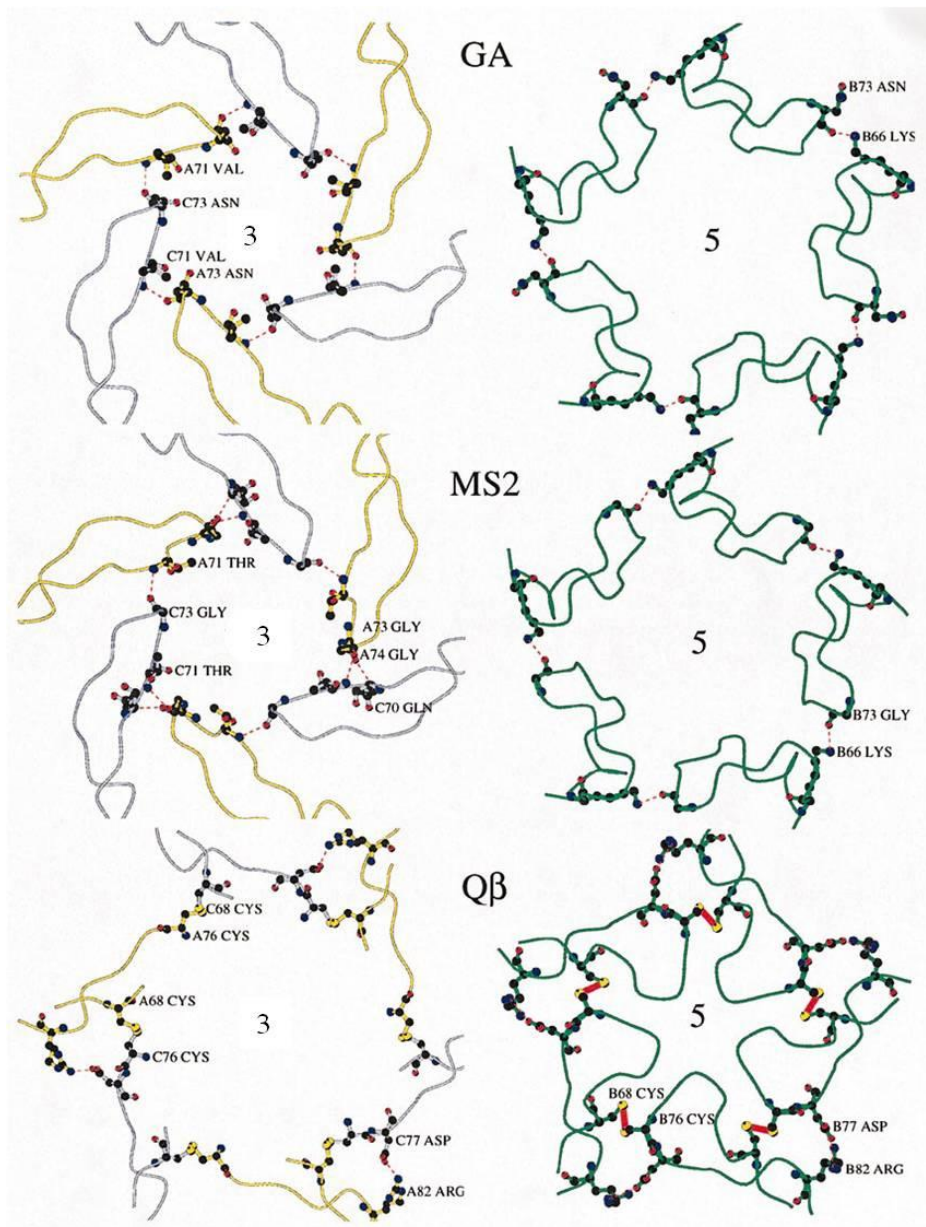 GA
A71 VAL
C73 ASN
3
C71 VAL
A73 ASN
B73 ASN
B66 LYS
5
MS2
A71 THR
C73 GLY
3
A73 GLY
A74 GLY
C71 THR
C70 GLN
5
B73 GLY
B66 LYS
Qβ
C68 CYS
A76 CYS
A68 CYS
3
C76 CYS
C77 ASP
A82 ARG
5
B68 CYS
B76 CYS
B77 ASP
B82 ARG